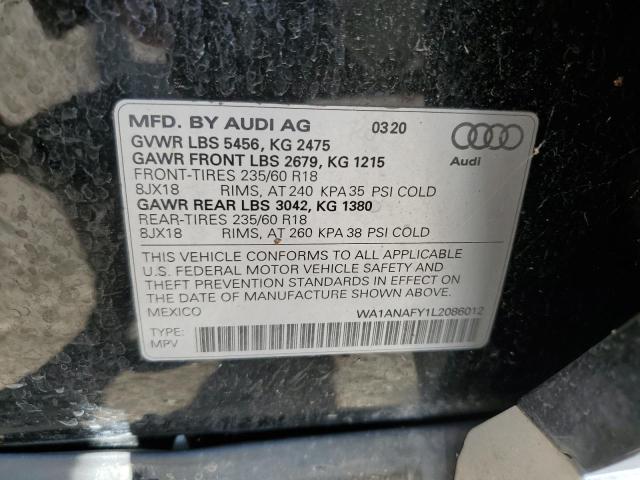 MFD. BY AUDI AG 0320
GVWR LBS 5456, KG 2475
GAWR FRONT LBS 2679, KG 1215
FRONT-TIRES 235/60 R18
8JX18 RIMS, AT 240 KPA 35 PSI COLD
GAWR REAR LBS 3042, KG 1380
REAR-TIRES 235/60 R18
8JX18 RIMS, AT 260 KPA 38 PSI COLD
Audi
THIS VEHICLE CONFORMS TO ALL APPLICABLE
U.S. FEDERAL MOTOR VEHICLE SAFETY AND
THEFT PREVENTION STANDARDS IN EFFECT ON
THE DATE OF MANUFACTURE SHOWN ABOVE.
MEXICO WA1ANAFY1L2086012
TYPE:
MPV